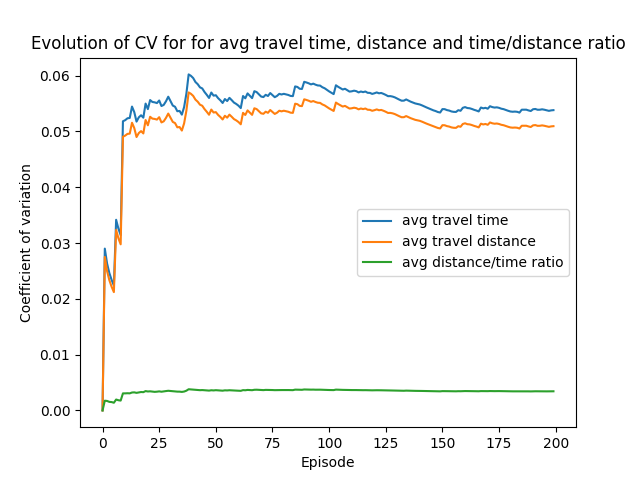 Evolution of CV for for avg travel time, distance and time/distance ratio
0.06
0.05
0.04
0.03
0.02
0.01
0.00
Coefficient of variation
avg travel time
avg travel distance
avg distance/time ratio
0 25 50 75 100 125 150 175 200
Episode